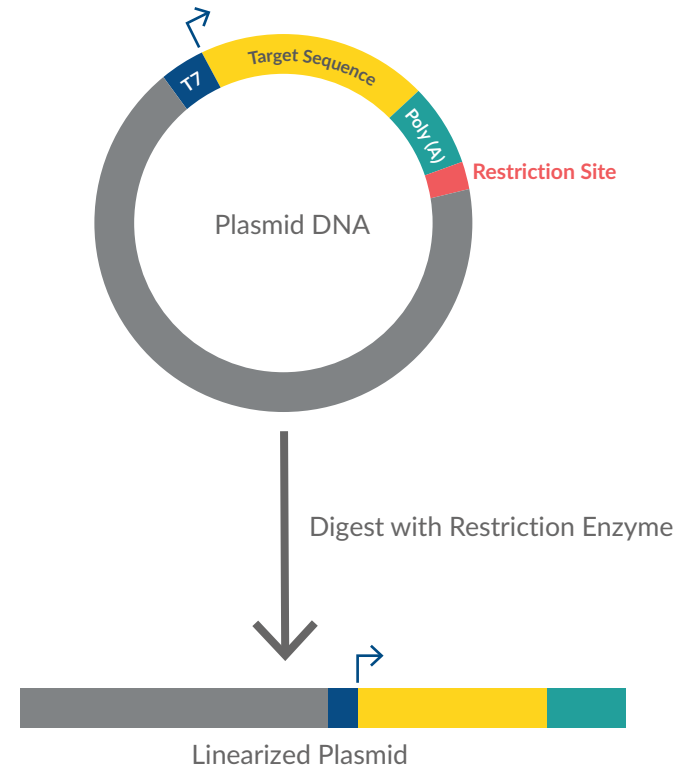 T7
Target Sequence
Poly (A)
Restriction Site
Plasmid DNA
Digest with Restriction Enzyme
Linearized Plasmid